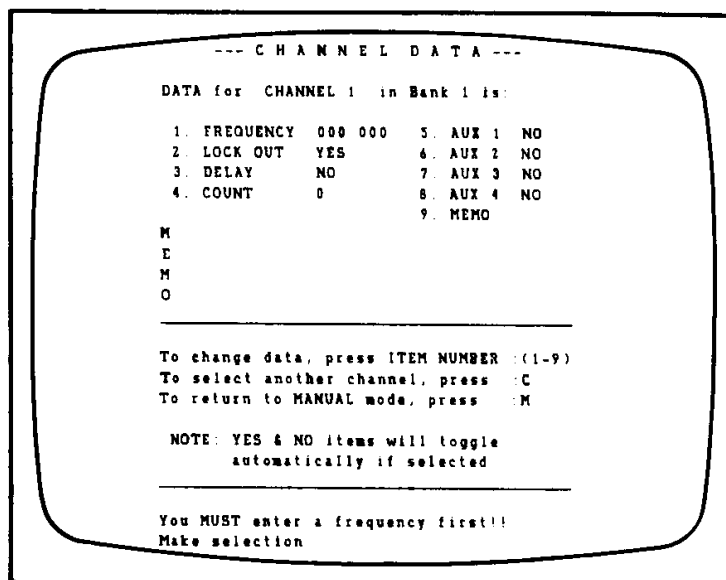 --- C H A N N E L  D A T A ---
DATA for CHANNEL 1 in Bank 1 is:
1. FREQUENCY 000 000 5. AUX 1 NO
2. LOCK OUT YES 6. AUX 2 NO
3. DELAY NO 7. AUX 3 NO
4. COUNT 0 8. AUX 4 NO
9. MEMO
M
E
M
O
To change data, press ITEM NUMBER :(1-9)
To select another channel, press :C
To return to MANUAL mode, press :M
NOTE: YES & NO items will toggle
automatically if selected
You MUST enter a frequency first!!
Make selection